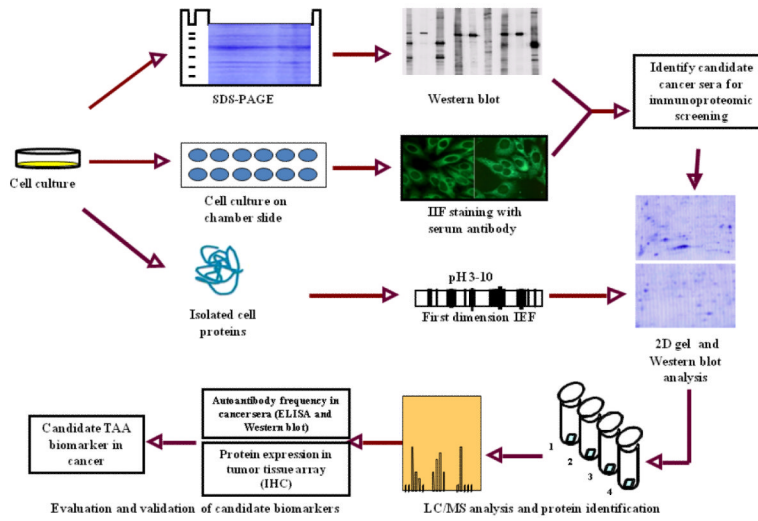 SDS-PAGE
Western blot
Identify candidate
cancer sera for
immunoproteomic
screening
Cell culture
Cell culture on
chamber slide
IIF staining with
serum antibody
Isolated cell
proteins
pH 3-10
First dimension IEF
2D gel and
Western blot
analysis
Candidate TAA
biomarker in
cancer
Autoantibody frequency in
cancer sera (ELISA and
Western blot)
Protein expression in
tumor tissue array
(IHC)
1
2
3
4
Evaluation and validation of candidate biomarkers
LC/MS analysis and protein identification